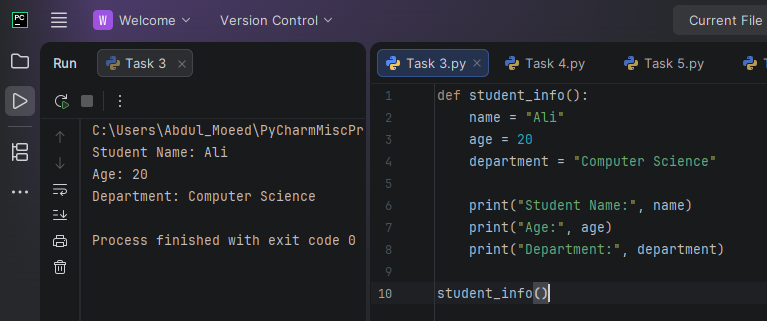 PC
W Welcome Version Control Current File
Run Task 3
C:\Users\Abdul_Moeed\PyCharmMiscPr
Student Name: Ali
Age: 20
Department: Computer Science
Process finished with exit code 0
Task 3.py Task 4.py Task 5.py
1 def student_info():
2     name = "Ali"
3     age = 20
4     department = "Computer Science"
5
6     print("Student Name:", name)
7     print("Age:", age)
8     print("Department:", department)
9
10 student_info()